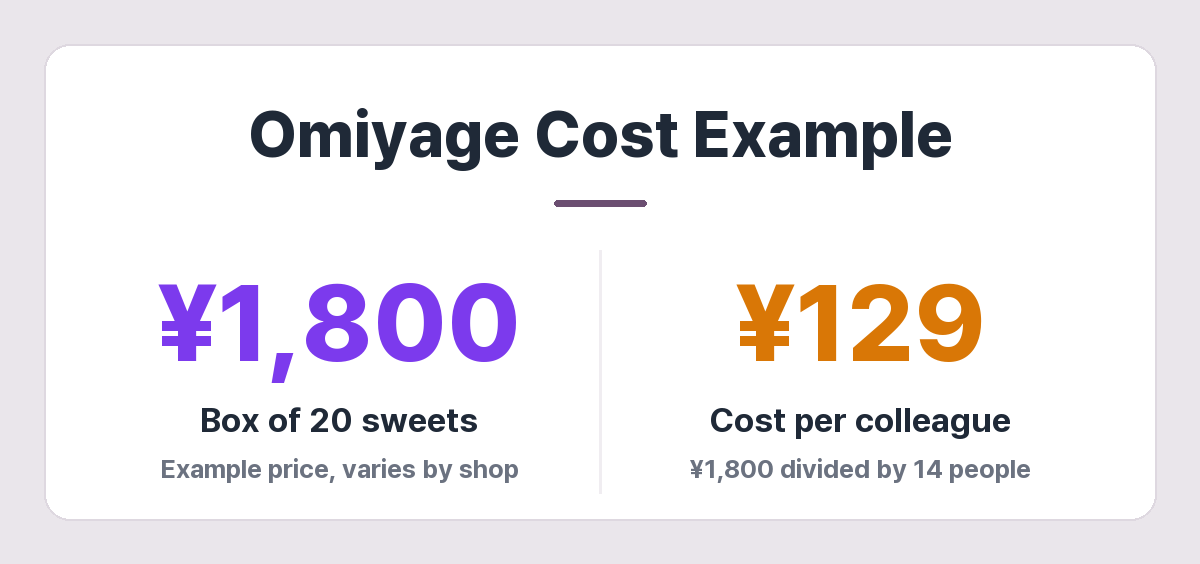 Omiyage Cost Example
¥1,800
Box of 20 sweets
Example price, varies by shop
¥129
Cost per colleague
¥1,800 divided by 14 people